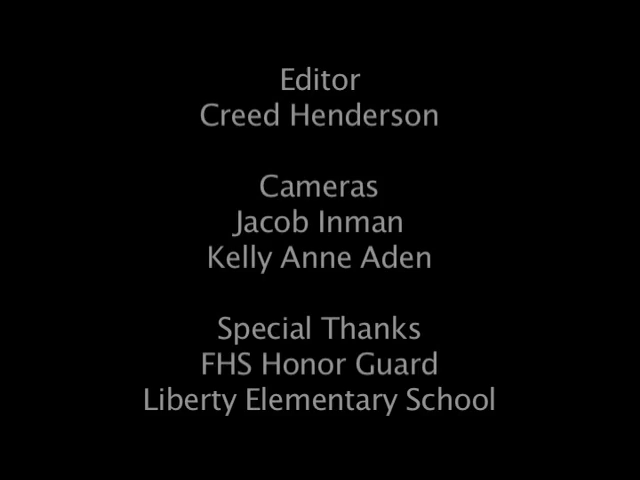 Editor
Creed Henderson
Cameras
Jacob Inman
Kelly Anne Aden
Special Thanks
FHS Honor Guard
Liberty Elementary School